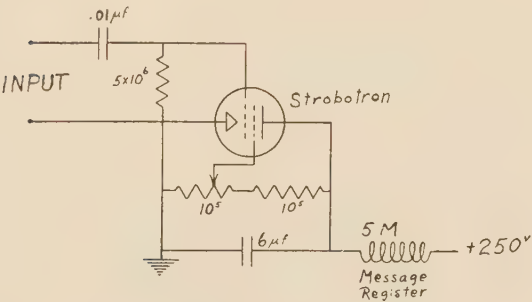 .01μf
INPUT
5x10⁶
Strobotron
10⁵
10⁵
6μf
5 M
+250ᵛ
Message
Register